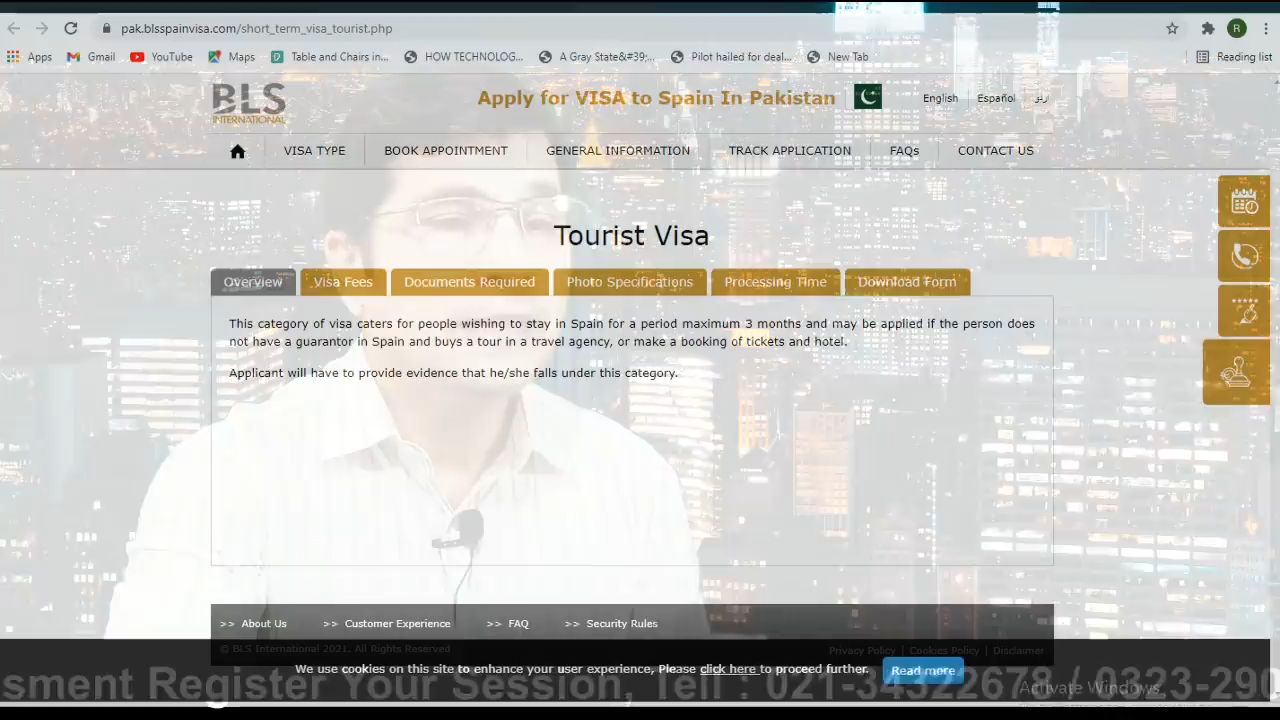 pak.blsspainvisa.com/short_term_visa_tourist.php
R
Apps Gmail YouTube Maps Table and Chairs in... HOW TECHNOLOG... A Gray State&#39;... Pilot hailed for deal... New Tab Reading list
BLS
INTERNATIONAL
Apply for VISA to Spain In Pakistan
English Español اردو
VISA TYPE BOOK APPOINTMENT GENERAL INFORMATION TRACK APPLICATION FAQs CONTACT US
Tourist Visa
Overview Visa Fees Documents Required Photo Specifications Processing Time Download Form
This category of visa caters for people wishing to stay in Spain for a period maximum 3 months and may be applied if the person does
not have a guarantor in Spain and buys a tour in a travel agency, or make a booking of tickets and hotel.
Applicant will have to provide evidence that he/she falls under this category.
>> About Us >> Customer Experience >> FAQ >> Security Rules
© BLS International 2021. All Rights Reserved
Privacy Policy | Cookies Policy | Disclaimer
We use cookies on this site to enhance your user experience, Please click here to proceed further. Read more
021-34322678 /
Activate Windows